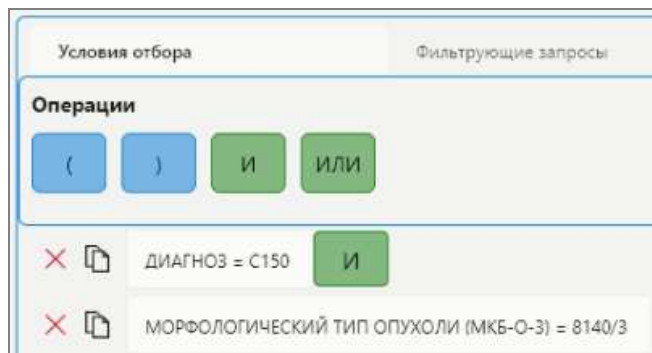 Условия отбора Фильтрующие запросы
Операции
( ) И ИЛИ
ДИАГНОЗ = C150 И
МОРФОЛОГИЧЕСКИЙ ТИП ОПУХОЛИ (МКБ-О-3) = 8140/3